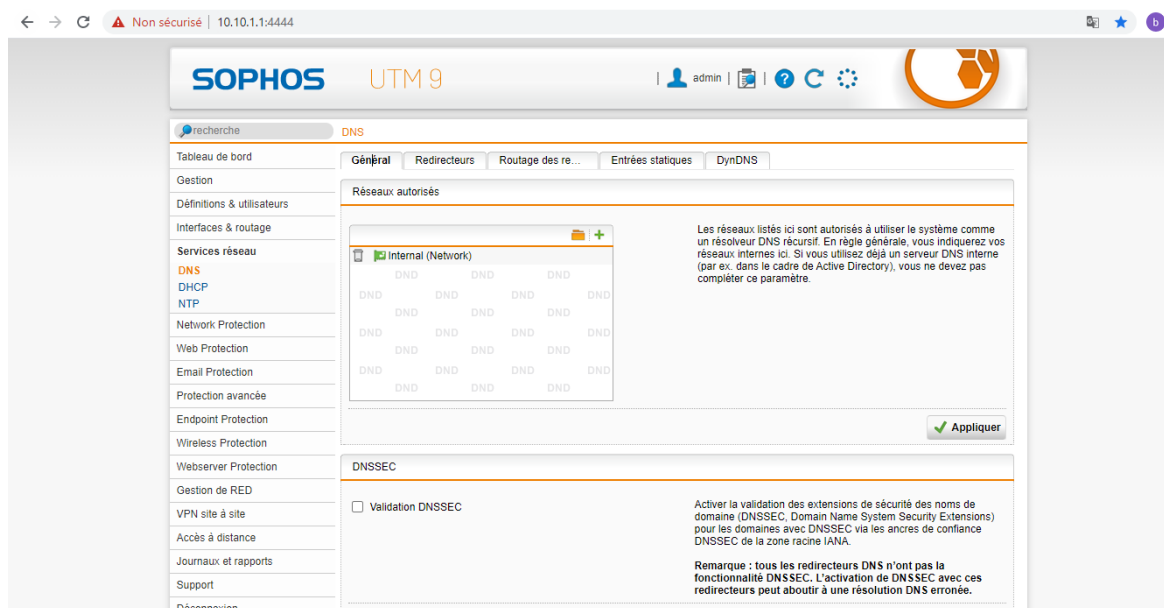 Non sécurisé | 10.10.1.1:4444
b
SOPHOS UTM 9
| admin | | ?
recherche
DNS
Tableau de bord
Gestion
Définitions & utilisateurs
Interfaces & routage
Services réseau
DNS
DHCP
NTP
Network Protection
Web Protection
Email Protection
Protection avancée
Endpoint Protection
Wireless Protection
Webserver Protection
Gestion de RED
VPN site à site
Accès à distance
Journaux et rapports
Support
Déconnexion
Général Redirecteurs Routage des re... Entrées statiques DynDNS
Réseaux autorisés
Internal (Network)
DND DND DND
DND DND DND DND
DND DND DND
DND DND DND DND
DND DND DND
DND DND DND DND
DND DND DND
Les réseaux listés ici sont autorisés à utiliser le système comme
un résolveur DNS récursif. En règle générale, vous indiquerez vos
réseaux internes ici. Si vous utilisez déjà un serveur DNS interne
(par ex. dans le cadre de Active Directory), vous ne devez pas
compléter ce paramètre.
Appliquer
DNSSEC
Validation DNSSEC
Activer la validation des extensions de sécurité des noms de
domaine (DNSSEC, Domain Name System Security Extensions)
pour les domaines avec DNSSEC via les ancres de confiance
DNSSEC de la zone racine IANA.
Remarque : tous les redirecteurs DNS n'ont pas la
fonctionnalité DNSSEC. L'activation de DNSSEC avec ces
redirecteurs peut aboutir à une résolution DNS erronée.